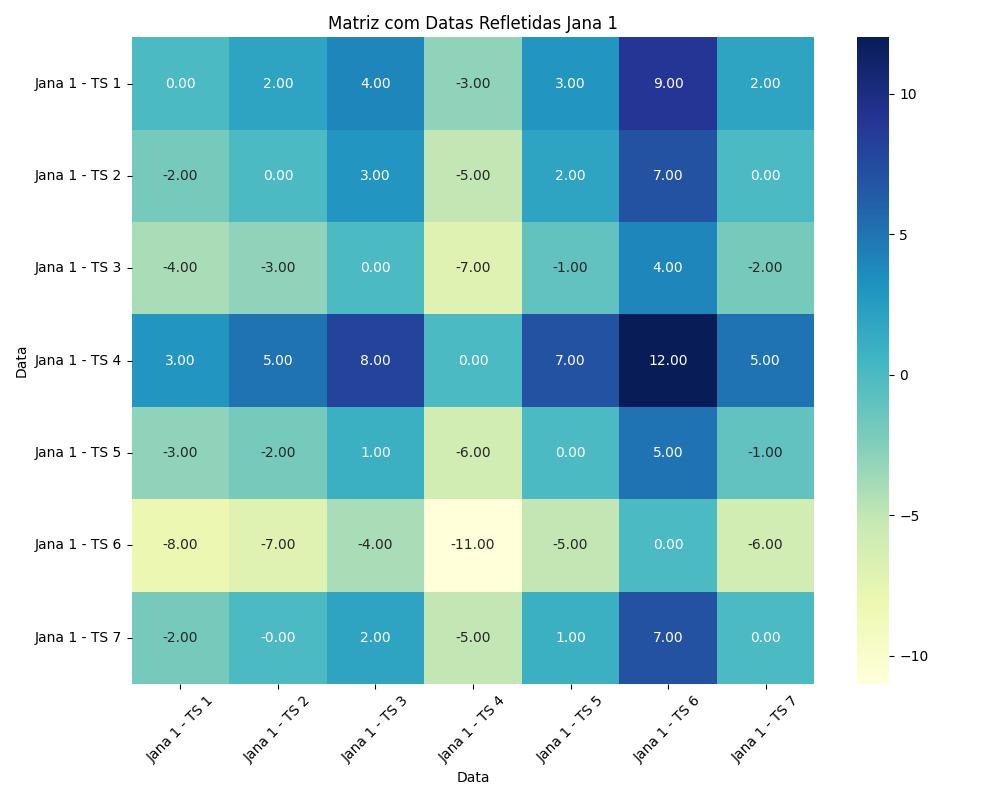 Matriz com Datas Refletidas Jana 1
Jana 1 - TS 1 0.00 2.00 4.00 -3.00 3.00 9.00 2.00
Jana 1 - TS 2 -2.00 0.00 3.00 -5.00 2.00 7.00 0.00
Jana 1 - TS 3 -4.00 -3.00 0.00 -7.00 -1.00 4.00 -2.00
Jana 1 - TS 4 3.00 5.00 8.00 0.00 7.00 12.00 5.00
Jana 1 - TS 5 -3.00 -2.00 1.00 -6.00 0.00 5.00 -1.00
Jana 1 - TS 6 -8.00 -7.00 -4.00 -11.00 -5.00 0.00 -6.00
Jana 1 - TS 7 -2.00 -0.00 2.00 -5.00 1.00 7.00 0.00
Data
Jana 1 - TS 1 Jana 1 - TS 2 Jana 1 - TS 3 Jana 1 - TS 4 Jana 1 - TS 5 Jana 1 - TS 6 Jana 1 - TS 7
Data
10
5
0
−5
−10